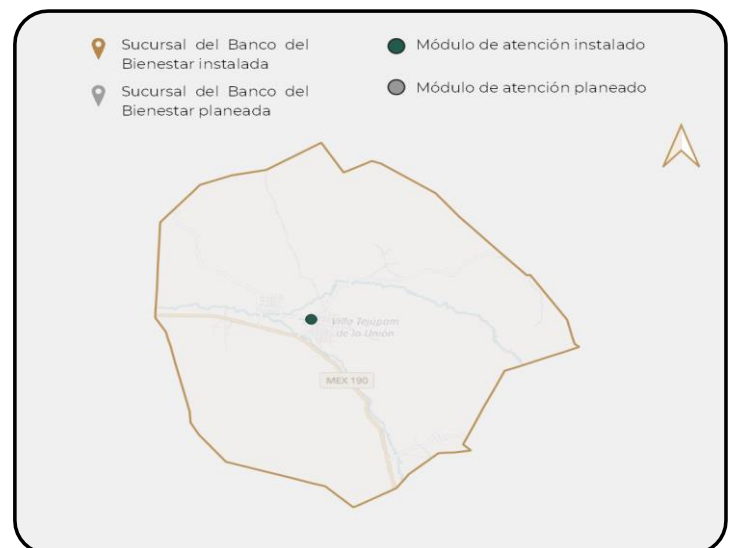 Sucursal del Banco del
Bienestar instalada
Sucursal del Banco del
Bienestar planeada
Módulo de atención instalado
Módulo de atención planeado
Villa Tejupam
de la Unión
MEX 190